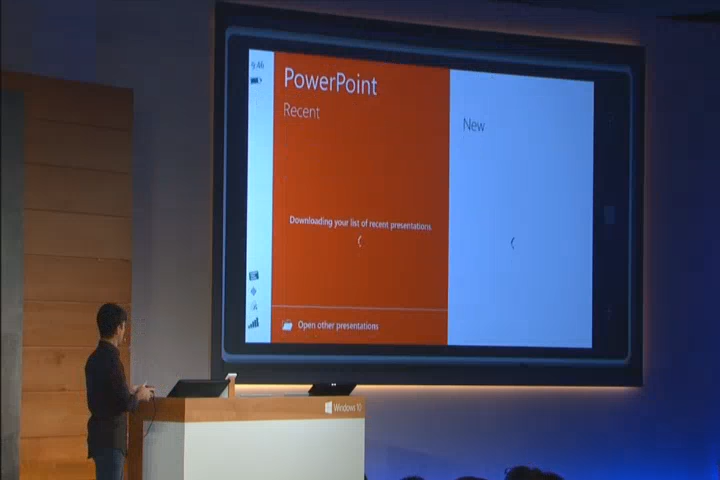 9:46
PowerPoint
Recent
New
Downloading your list of recent presentations
Open other presentations
Windows 10